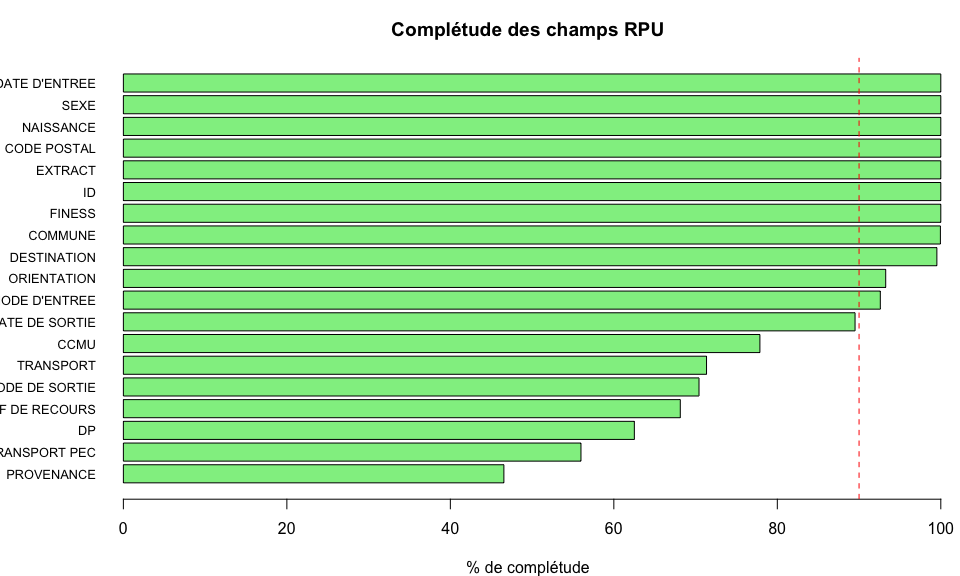 Complétude des champs RPU
DATE D'ENTREE
SEXE
NAISSANCE
CODE POSTAL
EXTRACT
ID
FINESS
COMMUNE
DESTINATION
ORIENTATION
ODE D'ENTREE
ATE DE SORTIE
CCMU
TRANSPORT
ODE DE SORTIE
F DE RECOURS
DP
RANSPORT PEC
PROVENANCE
0 20 40 60 80 100
% de complétude